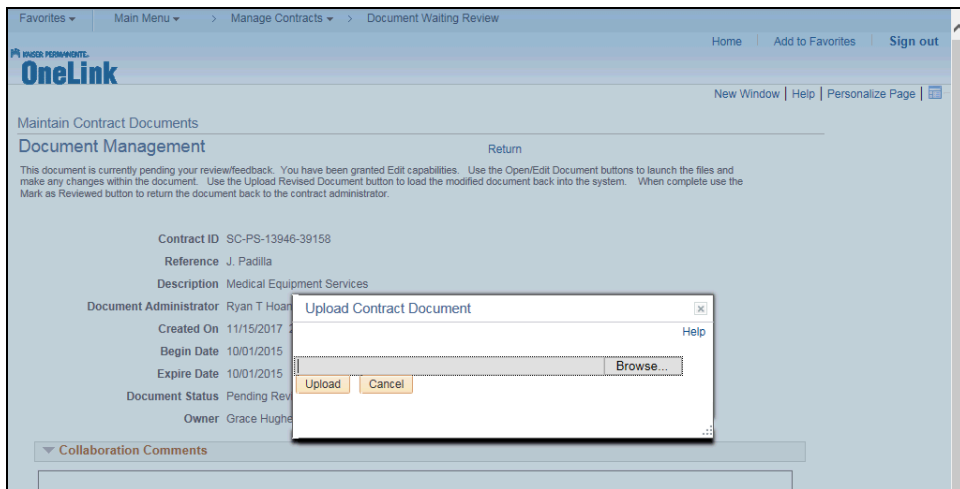 Favorites Main Menu > Manage Contracts > Document Waiting Review
Home Add to Favorites Sign out
KAISER PERMANENTE.
OneLink
New Window | Help | Personalize Page |
Maintain Contract Documents
Document Management Return
This document is currently pending your review/feedback. You have been granted Edit capabilities. Use the Open/Edit Document buttons to launch the files and
make any changes within the document. Use the Upload Revised Document button to load the modified document back into the system. When complete use the
Mark as Reviewed button to return the document back to the contract administrator.
Contract ID SC-PS-13946-39158
Reference J. Padilla
Description Medical Equipment Services
Document Administrator Ryan T Hoan
Created On 11/15/2017 2
Begin Date 10/01/2015
Expire Date 10/01/2015
Document Status Pending Revi
Owner Grace Hughe
Upload Contract Document
Help
Browse...
Upload Cancel
Collaboration Comments